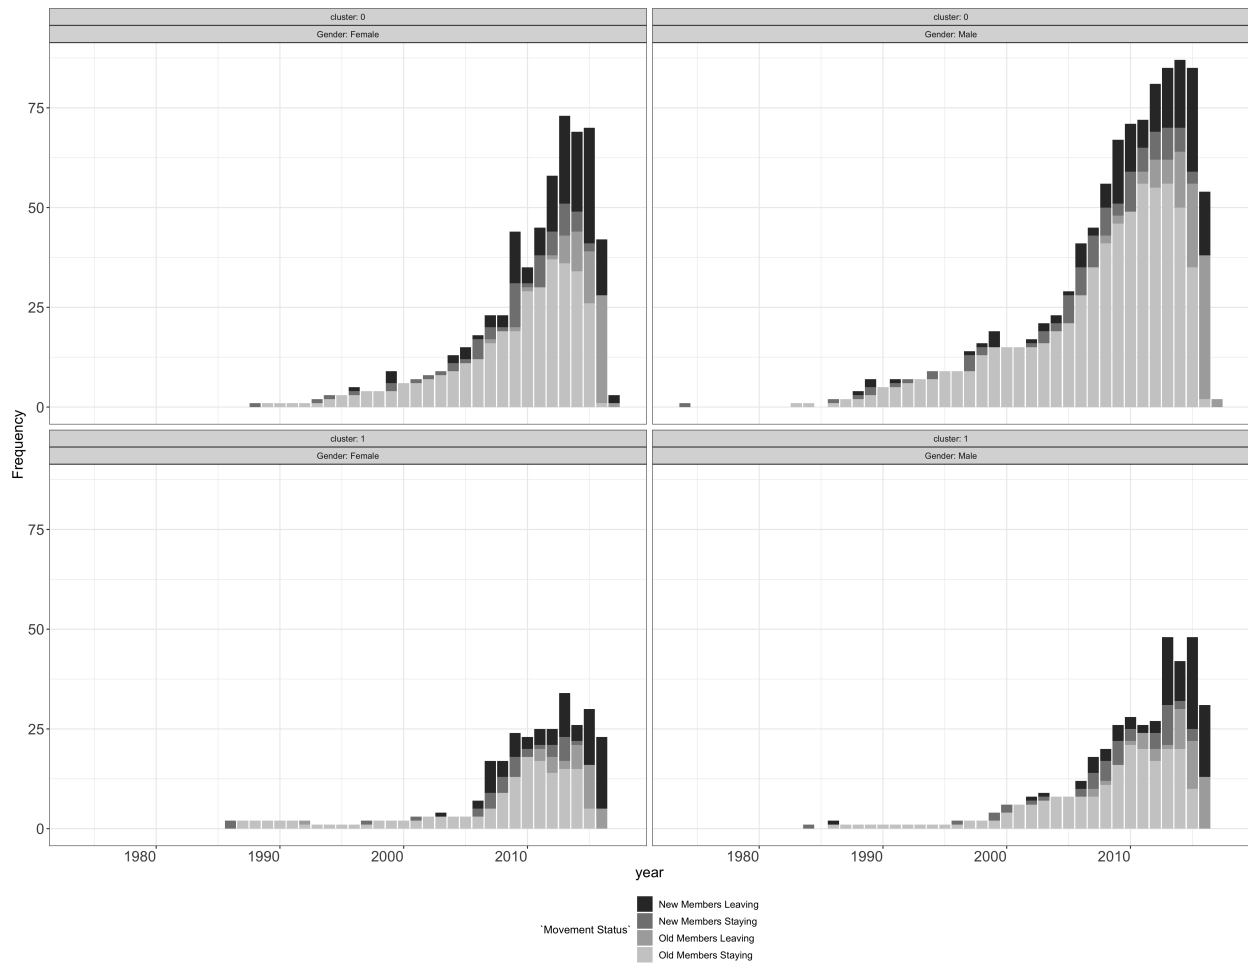 cluster: 0
cluster: 0
Gender: Female
Gender: Male
75
50
25
0
cluster: 1
cluster: 1
Gender: Female
Gender: Male
Frequency
75
50
25
0
1980
1990
2000
2010
1980
1990
2000
2010
year
`Movement Status`
New Members Leaving
New Members Staying
Old Members Leaving
Old Members Staying